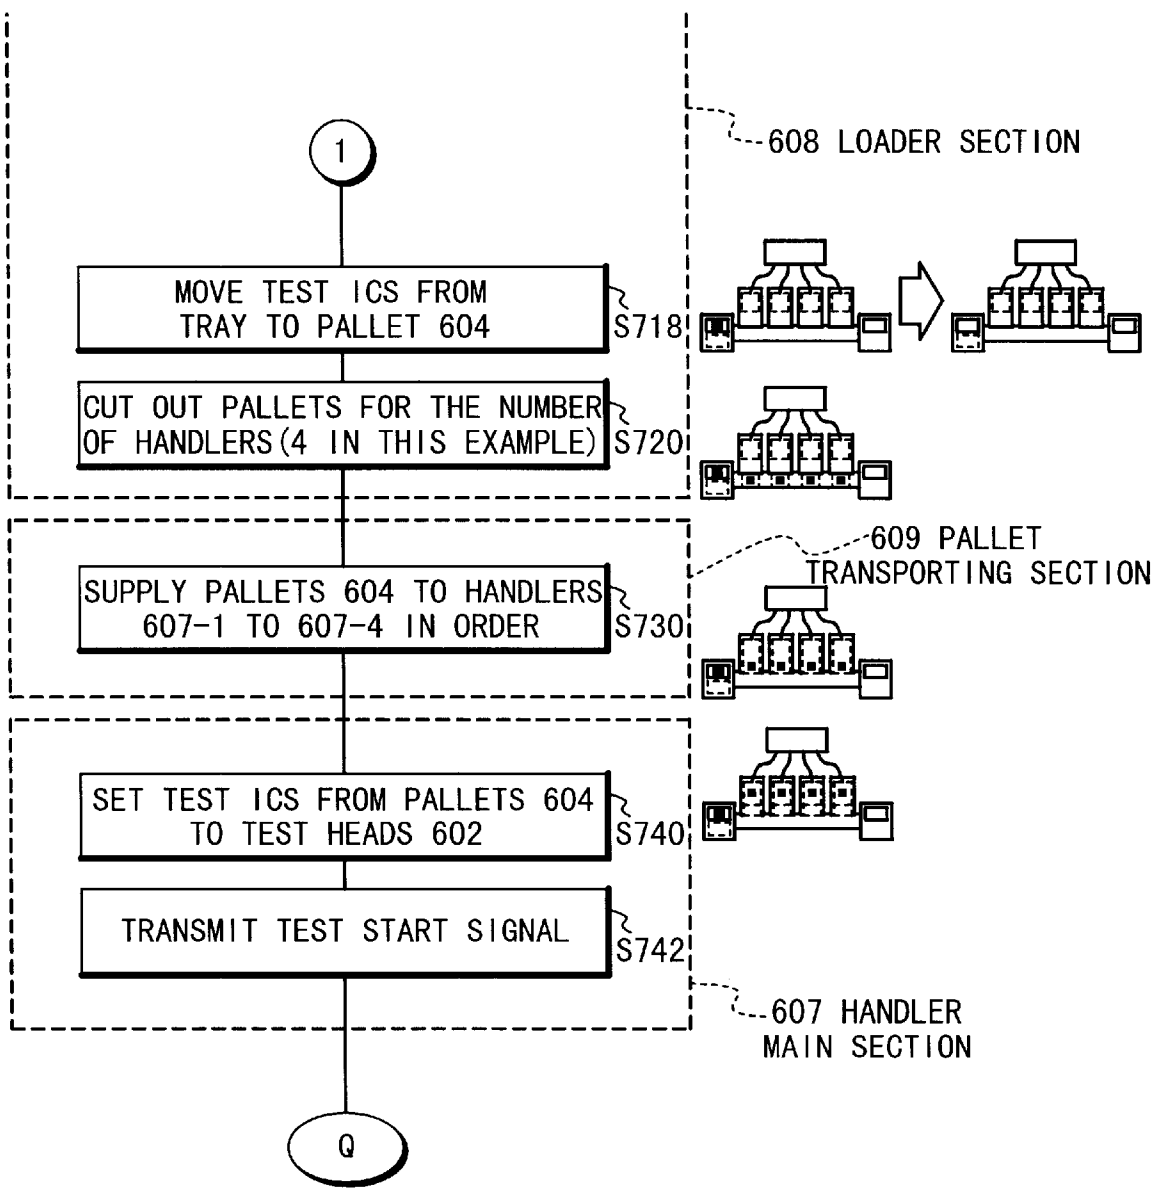 1
608 LOADER SECTION
MOVE TEST ICS FROM
TRAY TO PALLET 604
S718
CUT OUT PALLETS FOR THE NUMBER
OF HANDLERS(4 IN THIS EXAMPLE)
S720
609 PALLET
TRANSPORTING SECTION
SUPPLY PALLETS 604 TO HANDLERS
607-1 TO 607-4 IN ORDER
S730
SET TEST ICS FROM PALLETS 604
TO TEST HEADS 602
S740
TRANSMIT TEST START SIGNAL
S742
607 HANDLER
MAIN SECTION
Q